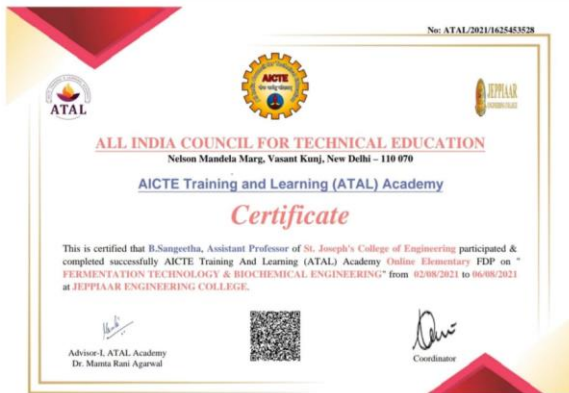 No: ATAL/2021/1625453528
ATAL
AICTE
JEPPIAAR
ENGINEERING COLLEGE
ALL INDIA COUNCIL FOR TECHNICAL EDUCATION
Nelson Mandela Marg, Vasant Kunj, New Delhi – 110 070
AICTE Training and Learning (ATAL) Academy
Certificate
This is certified that B.Sangeetha, Assistant Professor of St. Joseph's College of Engineering participated &
completed successfully AICTE Training And Learning (ATAL) Academy Online Elementary FDP on "
FERMENTATION TECHNOLOGY & BIOCHEMICAL ENGINEERING" from 02/08/2021 to 06/08/2021
at JEPPIAAR ENGINEERING COLLEGE.
Advisor-I, ATAL Academy
Dr. Mamta Rani Agarwal
Coordinator